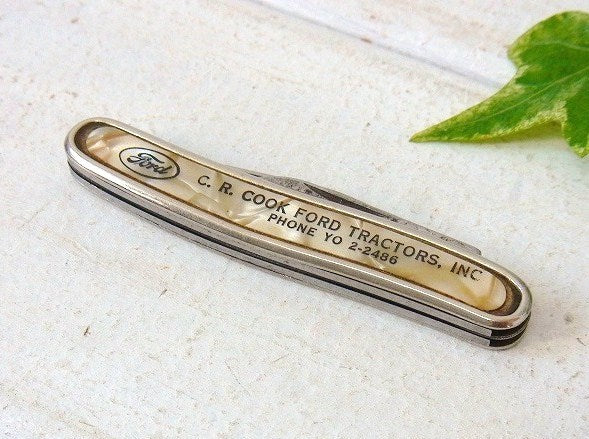 Ford
C. R. COOK FORD TRACTORS, INC
PHONE YO 2-2486